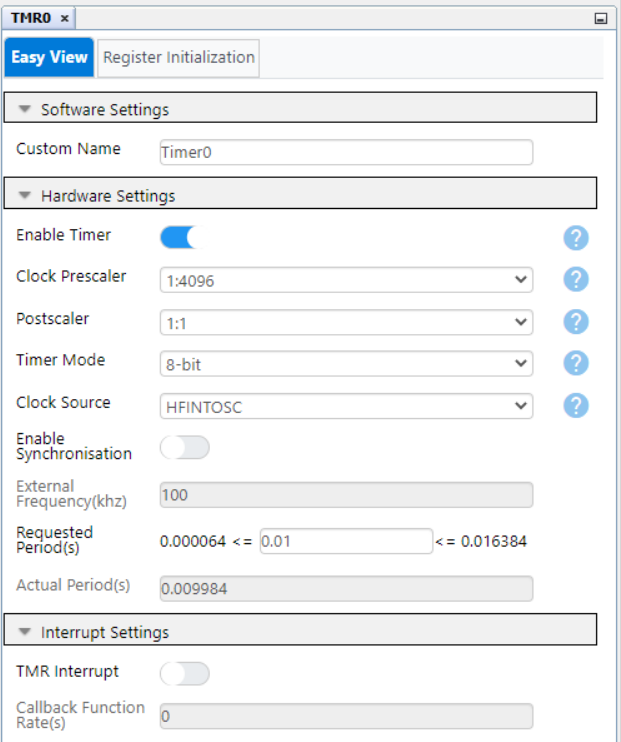 TMR0 ×
Easy View Register Initialization
Software Settings
Custom Name Timer0
Hardware Settings
Enable Timer ?
Clock Prescaler 1:4096 ?
Postscaler 1:1 ?
Timer Mode 8-bit ?
Clock Source HFINTOSC ?
Enable
Synchronisation
External
Frequency(khz) 100
Requested
Period(s) 0.000064 <= 0.01 <= 0.016384
Actual Period(s) 0.009984
Interrupt Settings
TMR Interrupt
Callback Function
Rate(s) 0